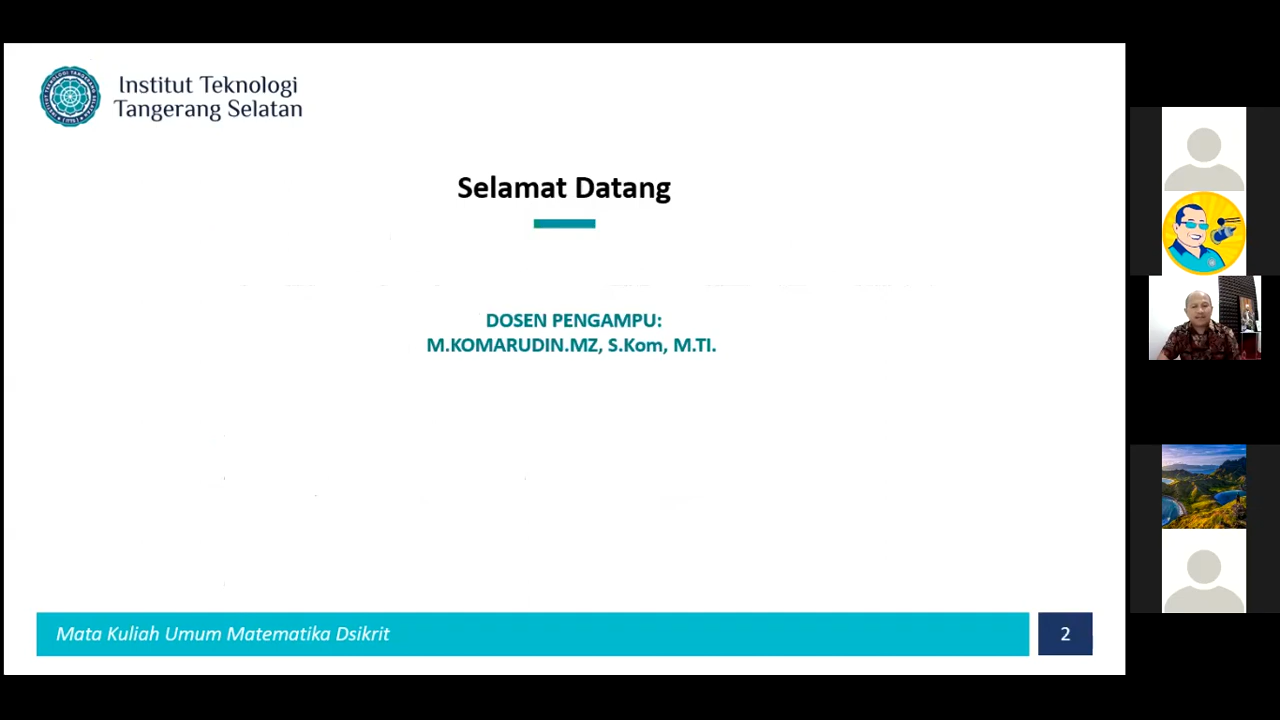 Institut Teknologi
Tangerang Selatan
Selamat Datang
DOSEN PENGAMPU:
M.KOMARUDIN.MZ, S.Kom, M.TI.
Mata Kuliah Umum Matematika Dsikrit
2